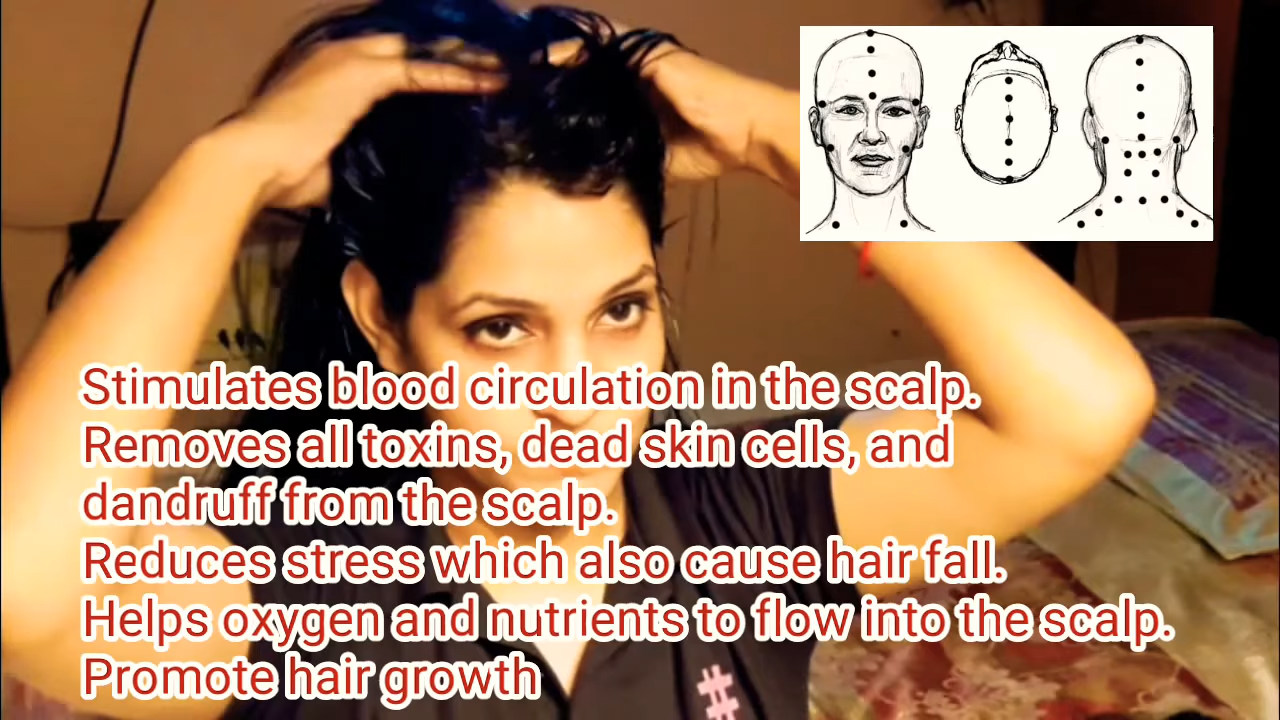 Stimulates blood circulation in the scalp.
Removes all toxins, dead skin cells, and
dandruff from the scalp.
Reduces stress which also cause hair fall.
Helps oxygen and nutrients to flow into the scalp.
Promote hair growth
#